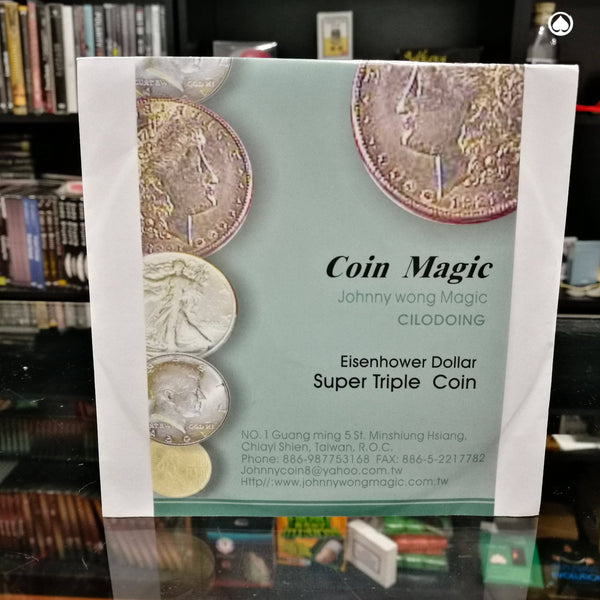 Coin Magic
Johnny wong Magic
CILODOING
Eisenhower Dollar
Super Triple Coin
NO. 1 Guang ming 5 St. Minshiung Hsiang,
Chiayi Shien, Taiwan, R.O.C.
Phone: 886-987753168 FAX: 886-5-2217782
Johnnycoin8@yahoo.com.tw
Http//:www.johnnywongmagic.com.tw